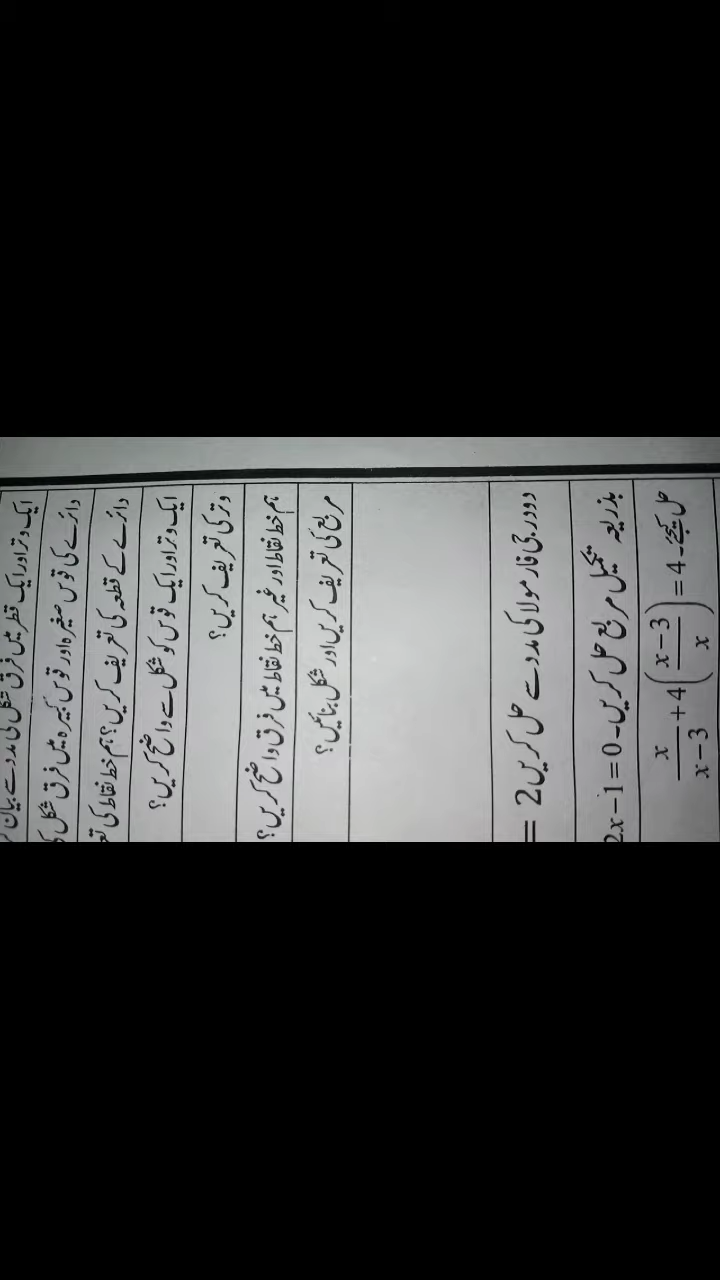 حل کیجئے۔ x/(x−3) + 4((x−3)/x) = 4
بذریعہ تکمیل مربع حل کریں۔ 2x−1=0
دودرجی فارمولا کی مدد سے حل کریں 2 =
مربع کی تعریف کریں اور شکل بنائیں؟
ہم خط نقاط اور غیر ہم خط نقاط میں فرق واضح کریں؟
وتر کی تعریف کریں؟
ایک وتر اور ایک قوس کو شکل سے واضح کریں؟
دائرے کے قطعہ کی تعریف کریں؟ ہم خط نقاط کی
دائرے کی قوس صغیرہ اور قوس کبیرہ میں فرق شکل
ایک وتر اور ایک قطر میں فرق شکل کی مدد سے بیان